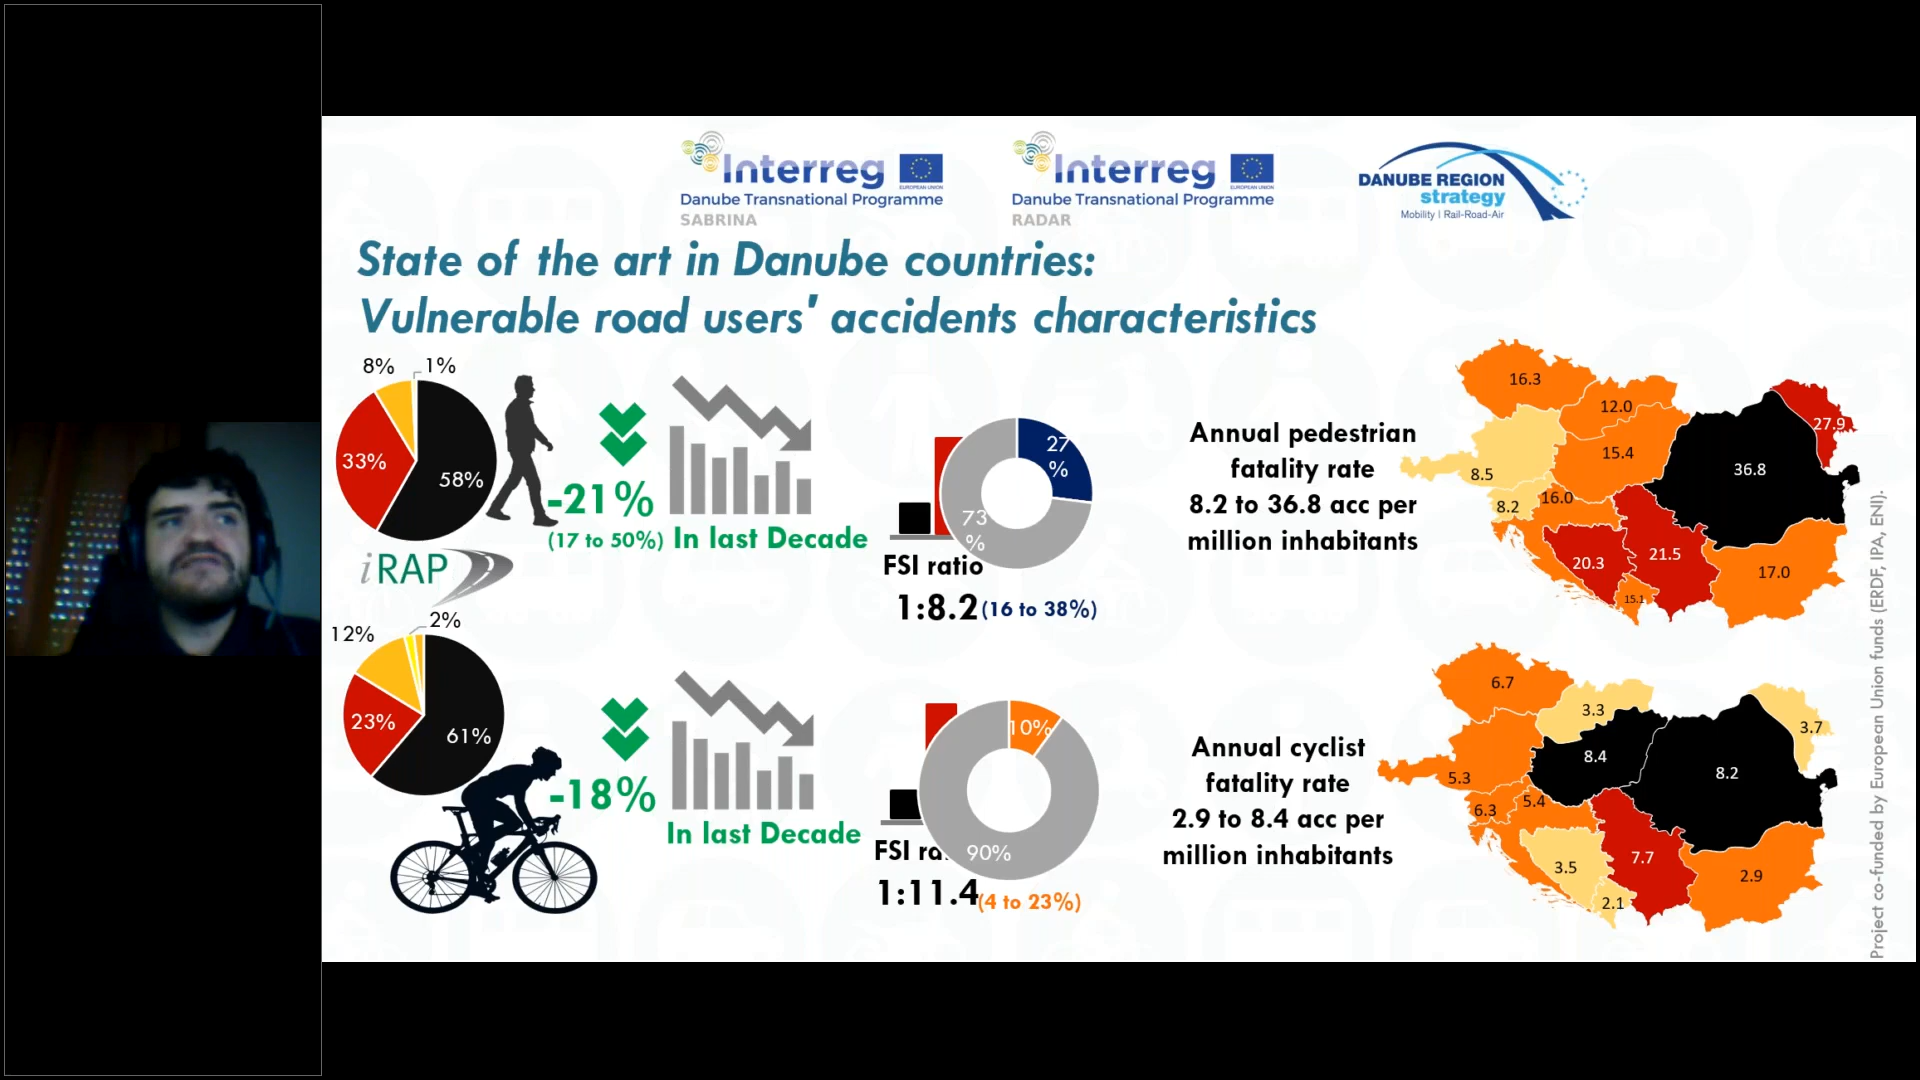 Interreg
EUROPEAN UNION
Danube Transnational Programme
SABRINA
Interreg
EUROPEAN UNION
Danube Transnational Programme
RADAR
DANUBE REGION
strategy
Mobility | Rail-Road-Air
State of the art in Danube countries:
Vulnerable road users' accidents characteristics
8%
1%
33%
58%
-21%
(17 to 50%)
In last Decade
27
%
73
%
FSI ratio
1:8.2
(16 to 38%)
Annual pedestrian
fatality rate
8.2 to 36.8 acc per
million inhabitants
16.3
12.0
27.9
15.4
36.8
8.5
16.0
8.2
20.3
21.5
17.0
15.1
iRAP
12%
2%
23%
61%
-18%
In last Decade
10%
90%
FSI ra
1:11.4
(4 to 23%)
Annual cyclist
fatality rate
2.9 to 8.4 acc per
million inhabitants
6.7
3.3
3.7
8.4
8.2
5.3
6.3
5.4
3.5
7.7
2.9
2.1
Project co-funded by European Union funds (ERDF, IPA, ENI).